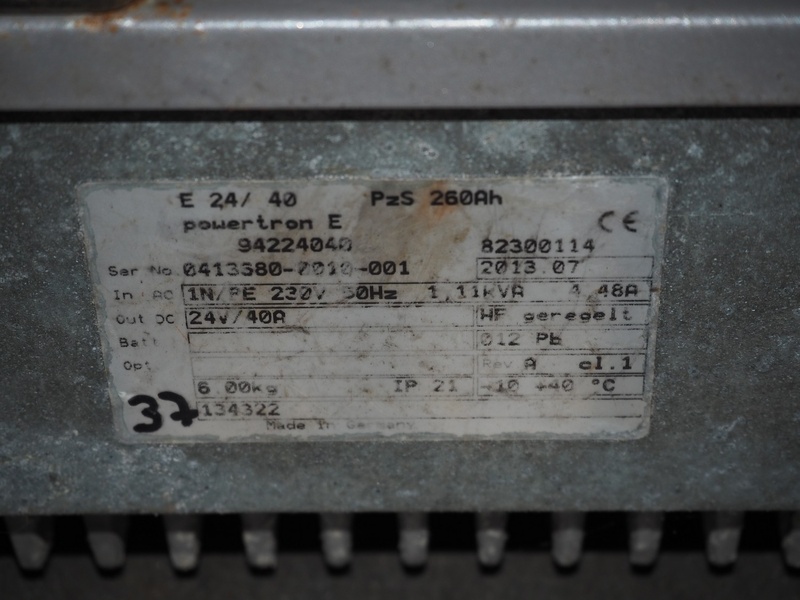 E 24/ 40 PzS 260Ah
powertron E CE
94224040 82300114
Ser No. 0413380-0010-001 2013.07
In AC 1N/PE 230V 50Hz 1,11kVA 4,48A
Out DC 24V/40A HF geregelt
Batt 012 Pb
Opt Rev A cl.1
6.00kg IP 21 -10 +40 °C
37 134322
Made in Germany